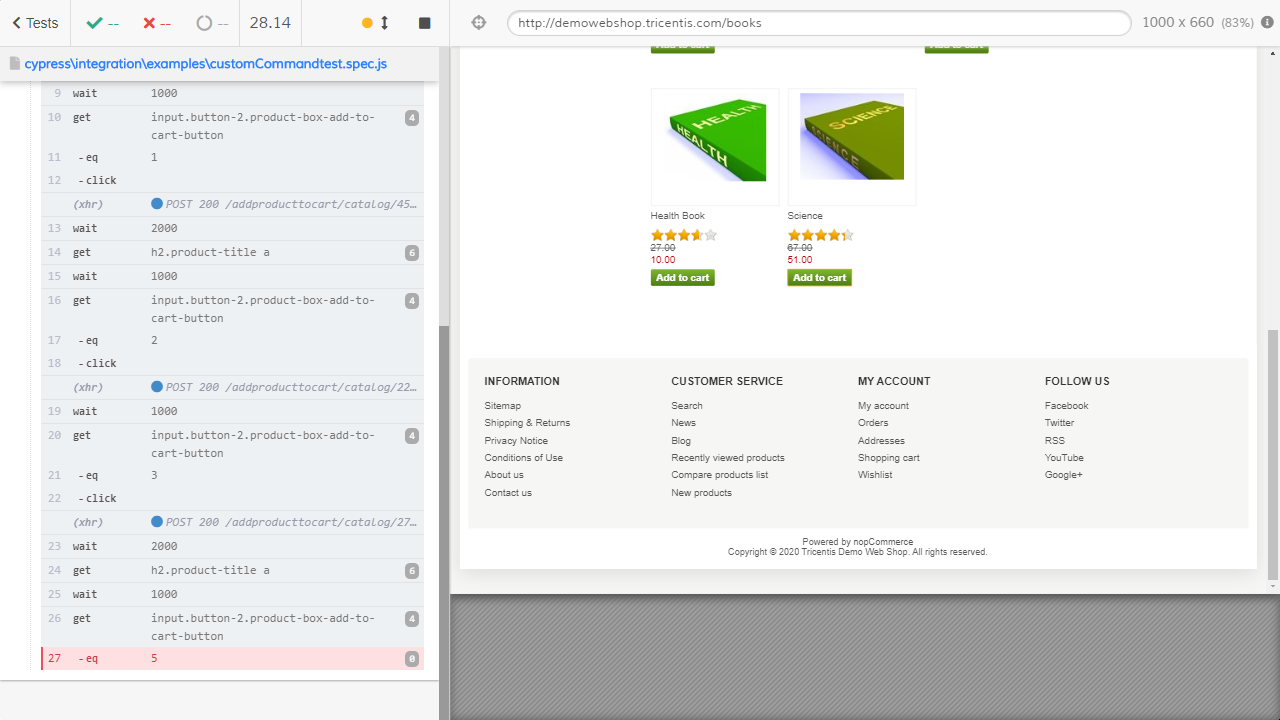 Tests
--
--
--
28.14
http://demowebshop.tricentis.com/books
1000 x 660 (83%)
cypress\integration\examples\customCommandtest.spec.js
9 wait 1000
10 get input.button-2.product-box-add-to-
cart-button 4
11 -eq 1
12 -click
(xhr) POST 200 /addproducttocart/catalog/45…
13 wait 2000
14 get h2.product-title a 6
15 wait 1000
16 get input.button-2.product-box-add-to-
cart-button 4
17 -eq 2
18 -click
(xhr) POST 200 /addproducttocart/catalog/22…
19 wait 1000
20 get input.button-2.product-box-add-to-
cart-button 4
21 -eq 3
22 -click
(xhr) POST 200 /addproducttocart/catalog/27…
23 wait 2000
24 get h2.product-title a 6
25 wait 1000
26 get input.button-2.product-box-add-to-
cart-button 4
27 -eq 5 0
Add to cart
Add to cart
HEALTH
HEALTH
SCIENCE
SCIENCE
Health Book
Science
27.00
67.00
10.00
51.00
Add to cart
Add to cart
INFORMATION
Sitemap
Shipping & Returns
Privacy Notice
Conditions of Use
About us
Contact us
CUSTOMER SERVICE
Search
News
Blog
Recently viewed products
Compare products list
New products
MY ACCOUNT
My account
Orders
Addresses
Shopping cart
Wishlist
FOLLOW US
Facebook
Twitter
RSS
YouTube
Google+
Powered by nopCommerce
Copyright © 2020 Tricentis Demo Web Shop. All rights reserved.